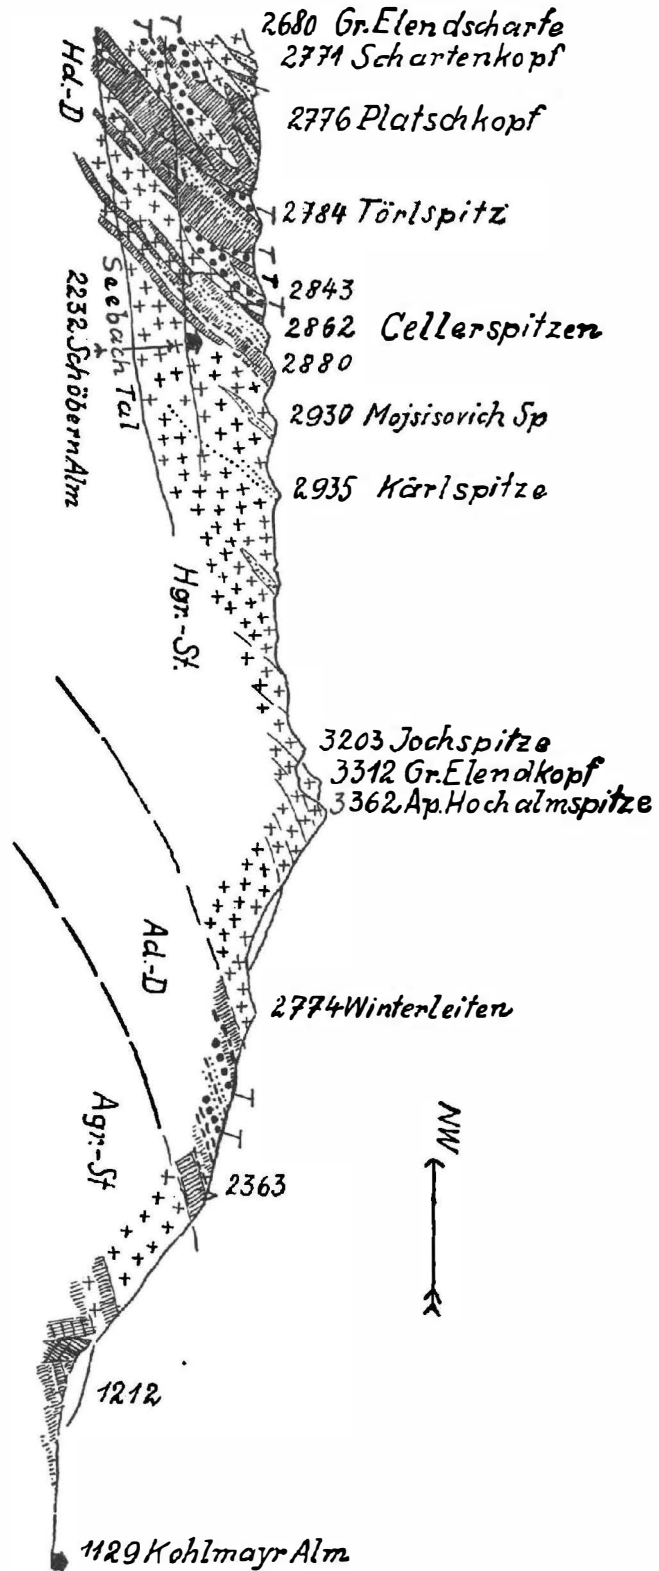 2680 Gr. Elendscharte
2771 Schartenkopf
2776 Platschkopf
Hd.-D
2784 Törlspitz
2843
2862 Cellerspitzen
2880
Seebach Tal
2232 Schöbern Alm
2930 Mojsisovich Sp
2935 Kärlspitze
Hgr.-St.
3203 Jochspitze
3312 Gr. Elendkopf
3362 Ap. Hochalmspitze
Ad.-D
2774 Winterleiten
Agr.-St
NW
2363
1212
1129 Kohlmayr Alm